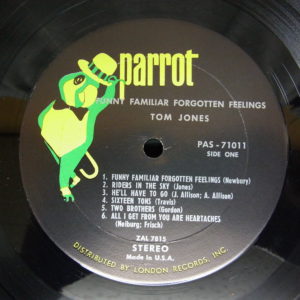 parrot
FUNNY FAMILIAR FORGOTTEN FEELINGS
TOM JONES
PAS - 71011
SIDE ONE
1. FUNNY FAMILIAR FORGOTTEN FEELINGS (Newbury)
2. RIDERS IN THE SKY (Jones)
3. HE'LL HAVE TO GO (J. Allison; A. Allison)
4. SIXTEEN TONS (Travis)
5. TWO BROTHERS (Gordon)
6. ALL I GET FROM YOU ARE HEARTACHES
(Neiburg; Frisch)
ZAL 7815
STEREO
Made in U.S.A.
DISTRIBUTED BY LONDON RECORDS, INC.